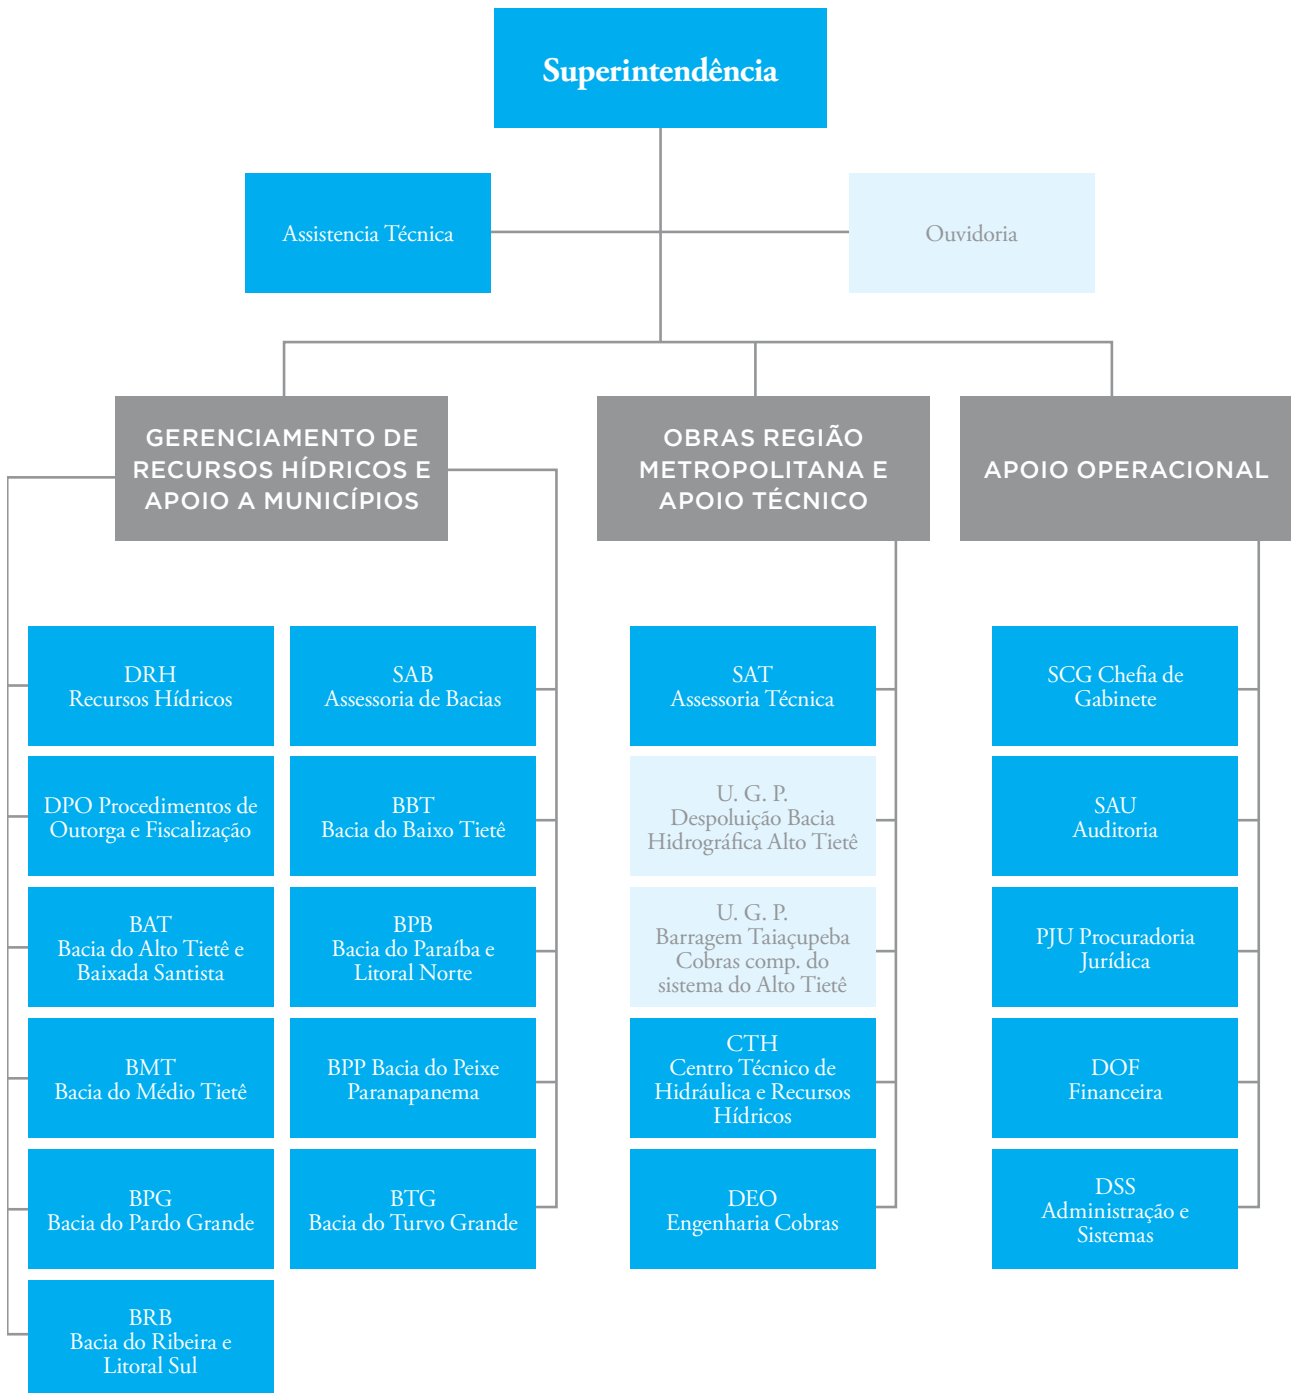 Superintendência
Assistencia Técnica
Ouvidoria
GERENCIAMENTO DE
RECURSOS HÍDRICOS E
APOIO A MUNICÍPIOS
OBRAS REGIÃO
METROPOLITANA E
APOIO TÉCNICO
APOIO OPERACIONAL
DRH
Recursos Hídricos
DPO Procedimentos de
Outorga e Fiscalização
BAT
Bacia do Alto Tietê e
Baixada Santista
BMT
Bacia do Médio Tietê
BPG
Bacia do Pardo Grande
BRB
Bacia do Ribeira e
Litoral Sul
SAB
Assessoria de Bacias
BBT
Bacia do Baixo Tietê
BPB
Bacia do Paraíba e
Litoral Norte
BPP Bacia do Peixe
Paranapanema
BTG
Bacia do Turvo Grande
SAT
Assessoria Técnica
U. G. P.
Despoluição Bacia
Hidrográfica Alto Tietê
U. G. P.
Barragem Taiaçupeba
Cobras comp. do
sistema do Alto Tietê
CTH
Centro Técnico de
Hidráulica e Recursos
Hídricos
DEO
Engenharia Cobras
SCG Chefia de
Gabinete
SAU
Auditoria
PJU Procuradoria
Jurídica
DOF
Financeira
DSS
Administração e
Sistemas